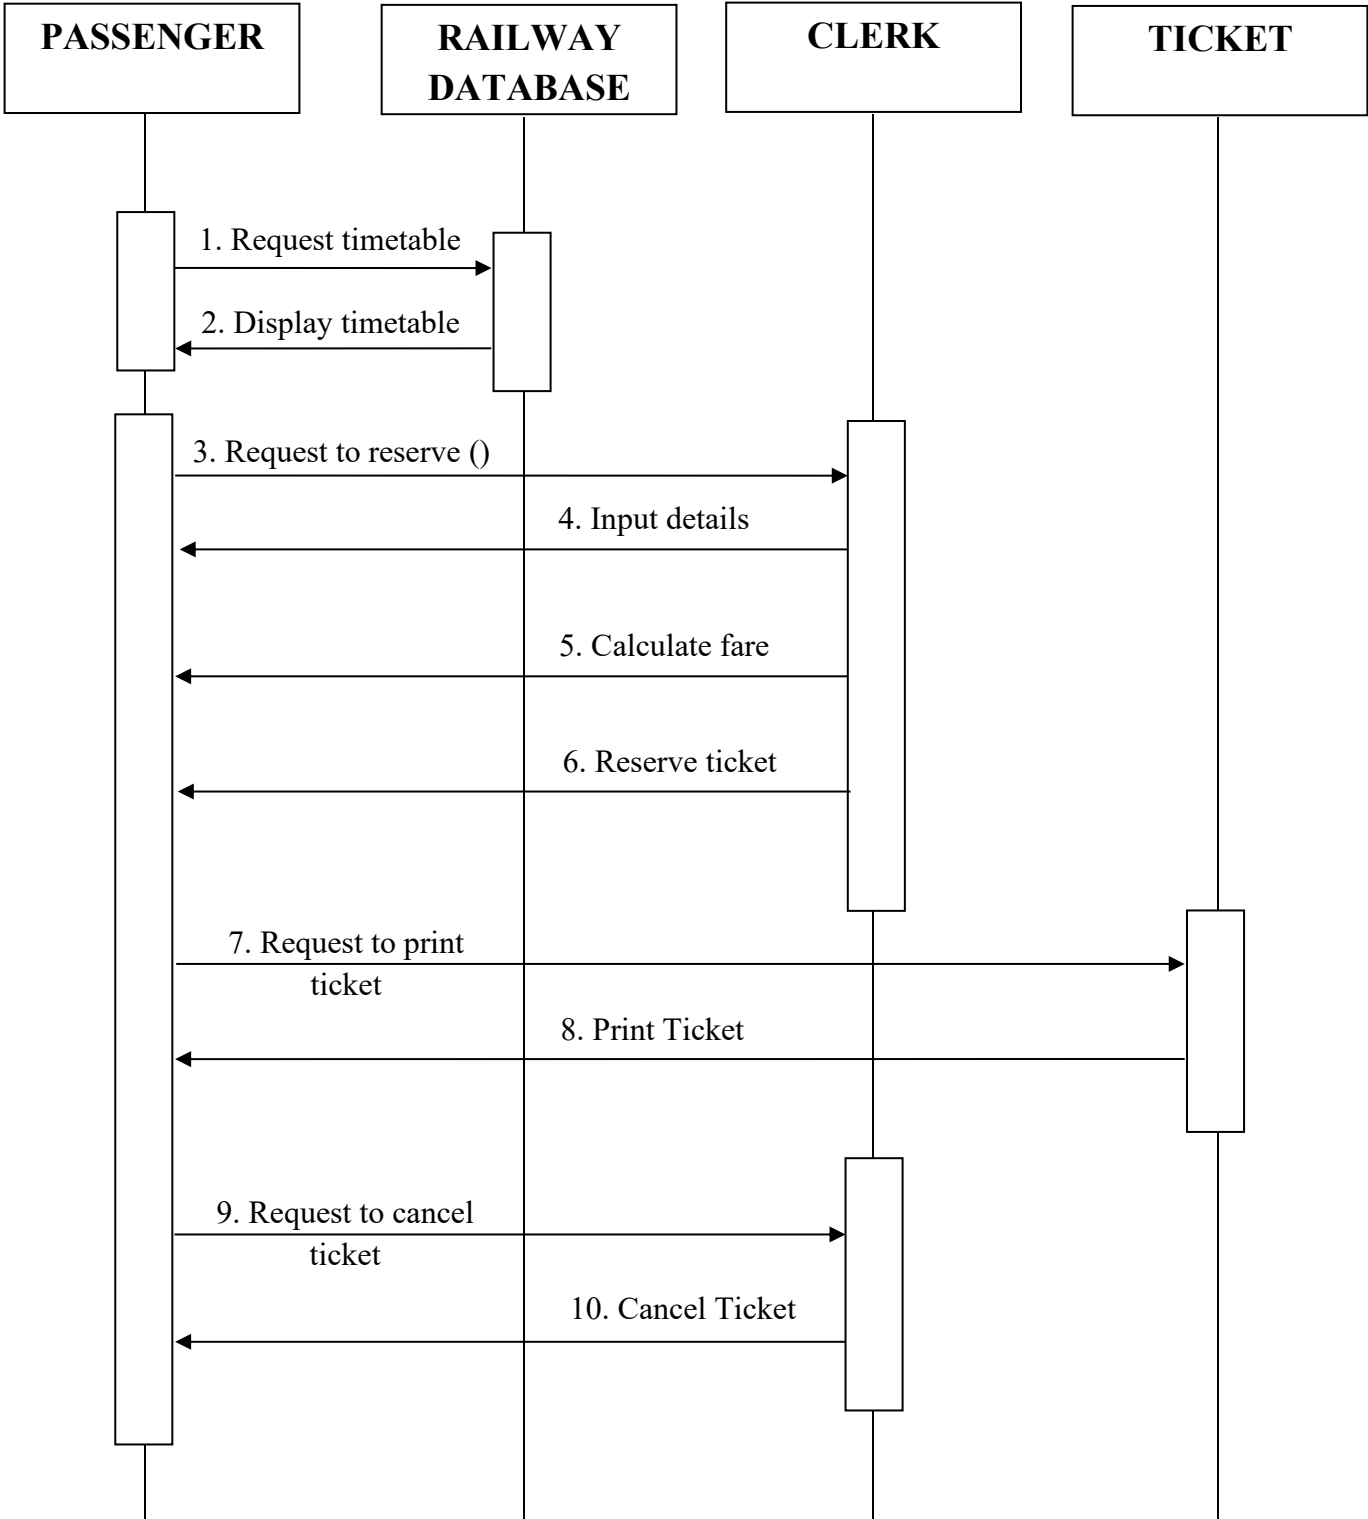 PASSENGER
RAILWAY
DATABASE
CLERK
TICKET
1. Request timetable
2. Display timetable
3. Request to reserve ()
4. Input details
5. Calculate fare
6. Reserve ticket
7. Request to print
ticket
8. Print Ticket
9. Request to cancel
ticket
10. Cancel Ticket